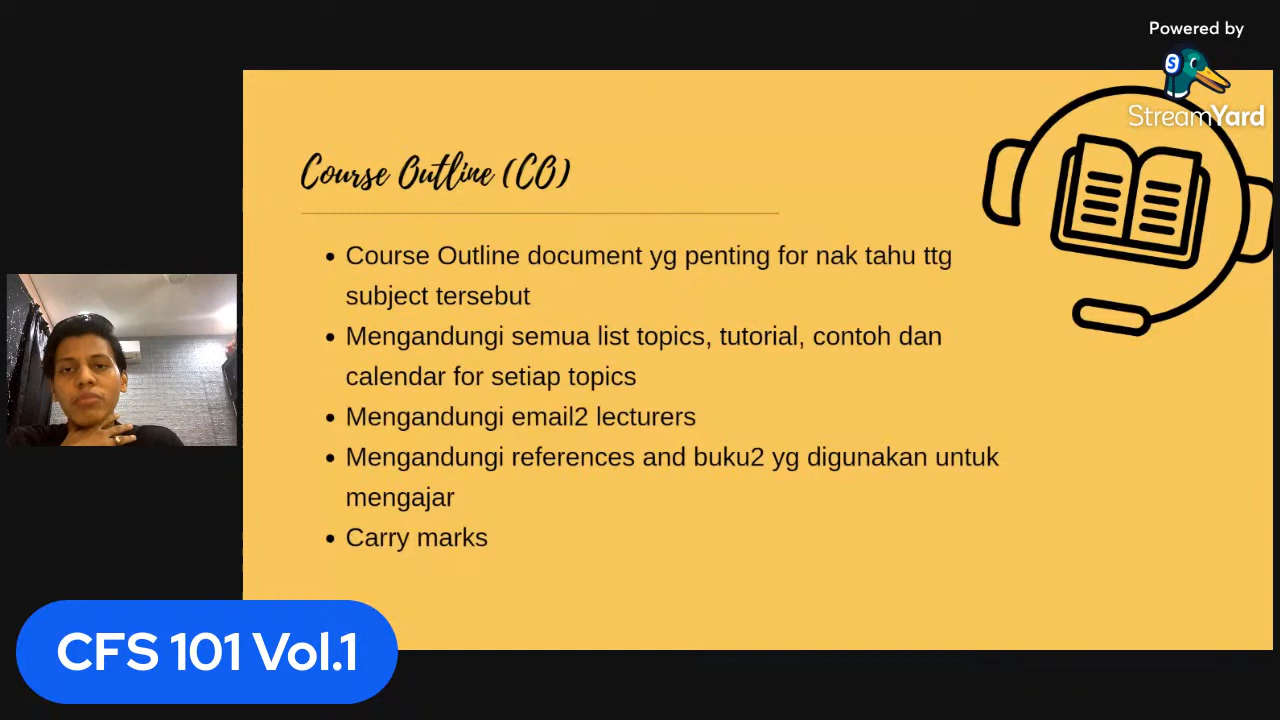 Powered by
StreamYard
Course Outline (CO)
• Course Outline document yg penting for nak tahu ttg
subject tersebut
• Mengandungi semua list topics, tutorial, contoh dan
calendar for setiap topics
• Mengandungi email2 lecturers
• Mengandungi references and buku2 yg digunakan untuk
mengajar
• Carry marks
CFS 101 Vol.1